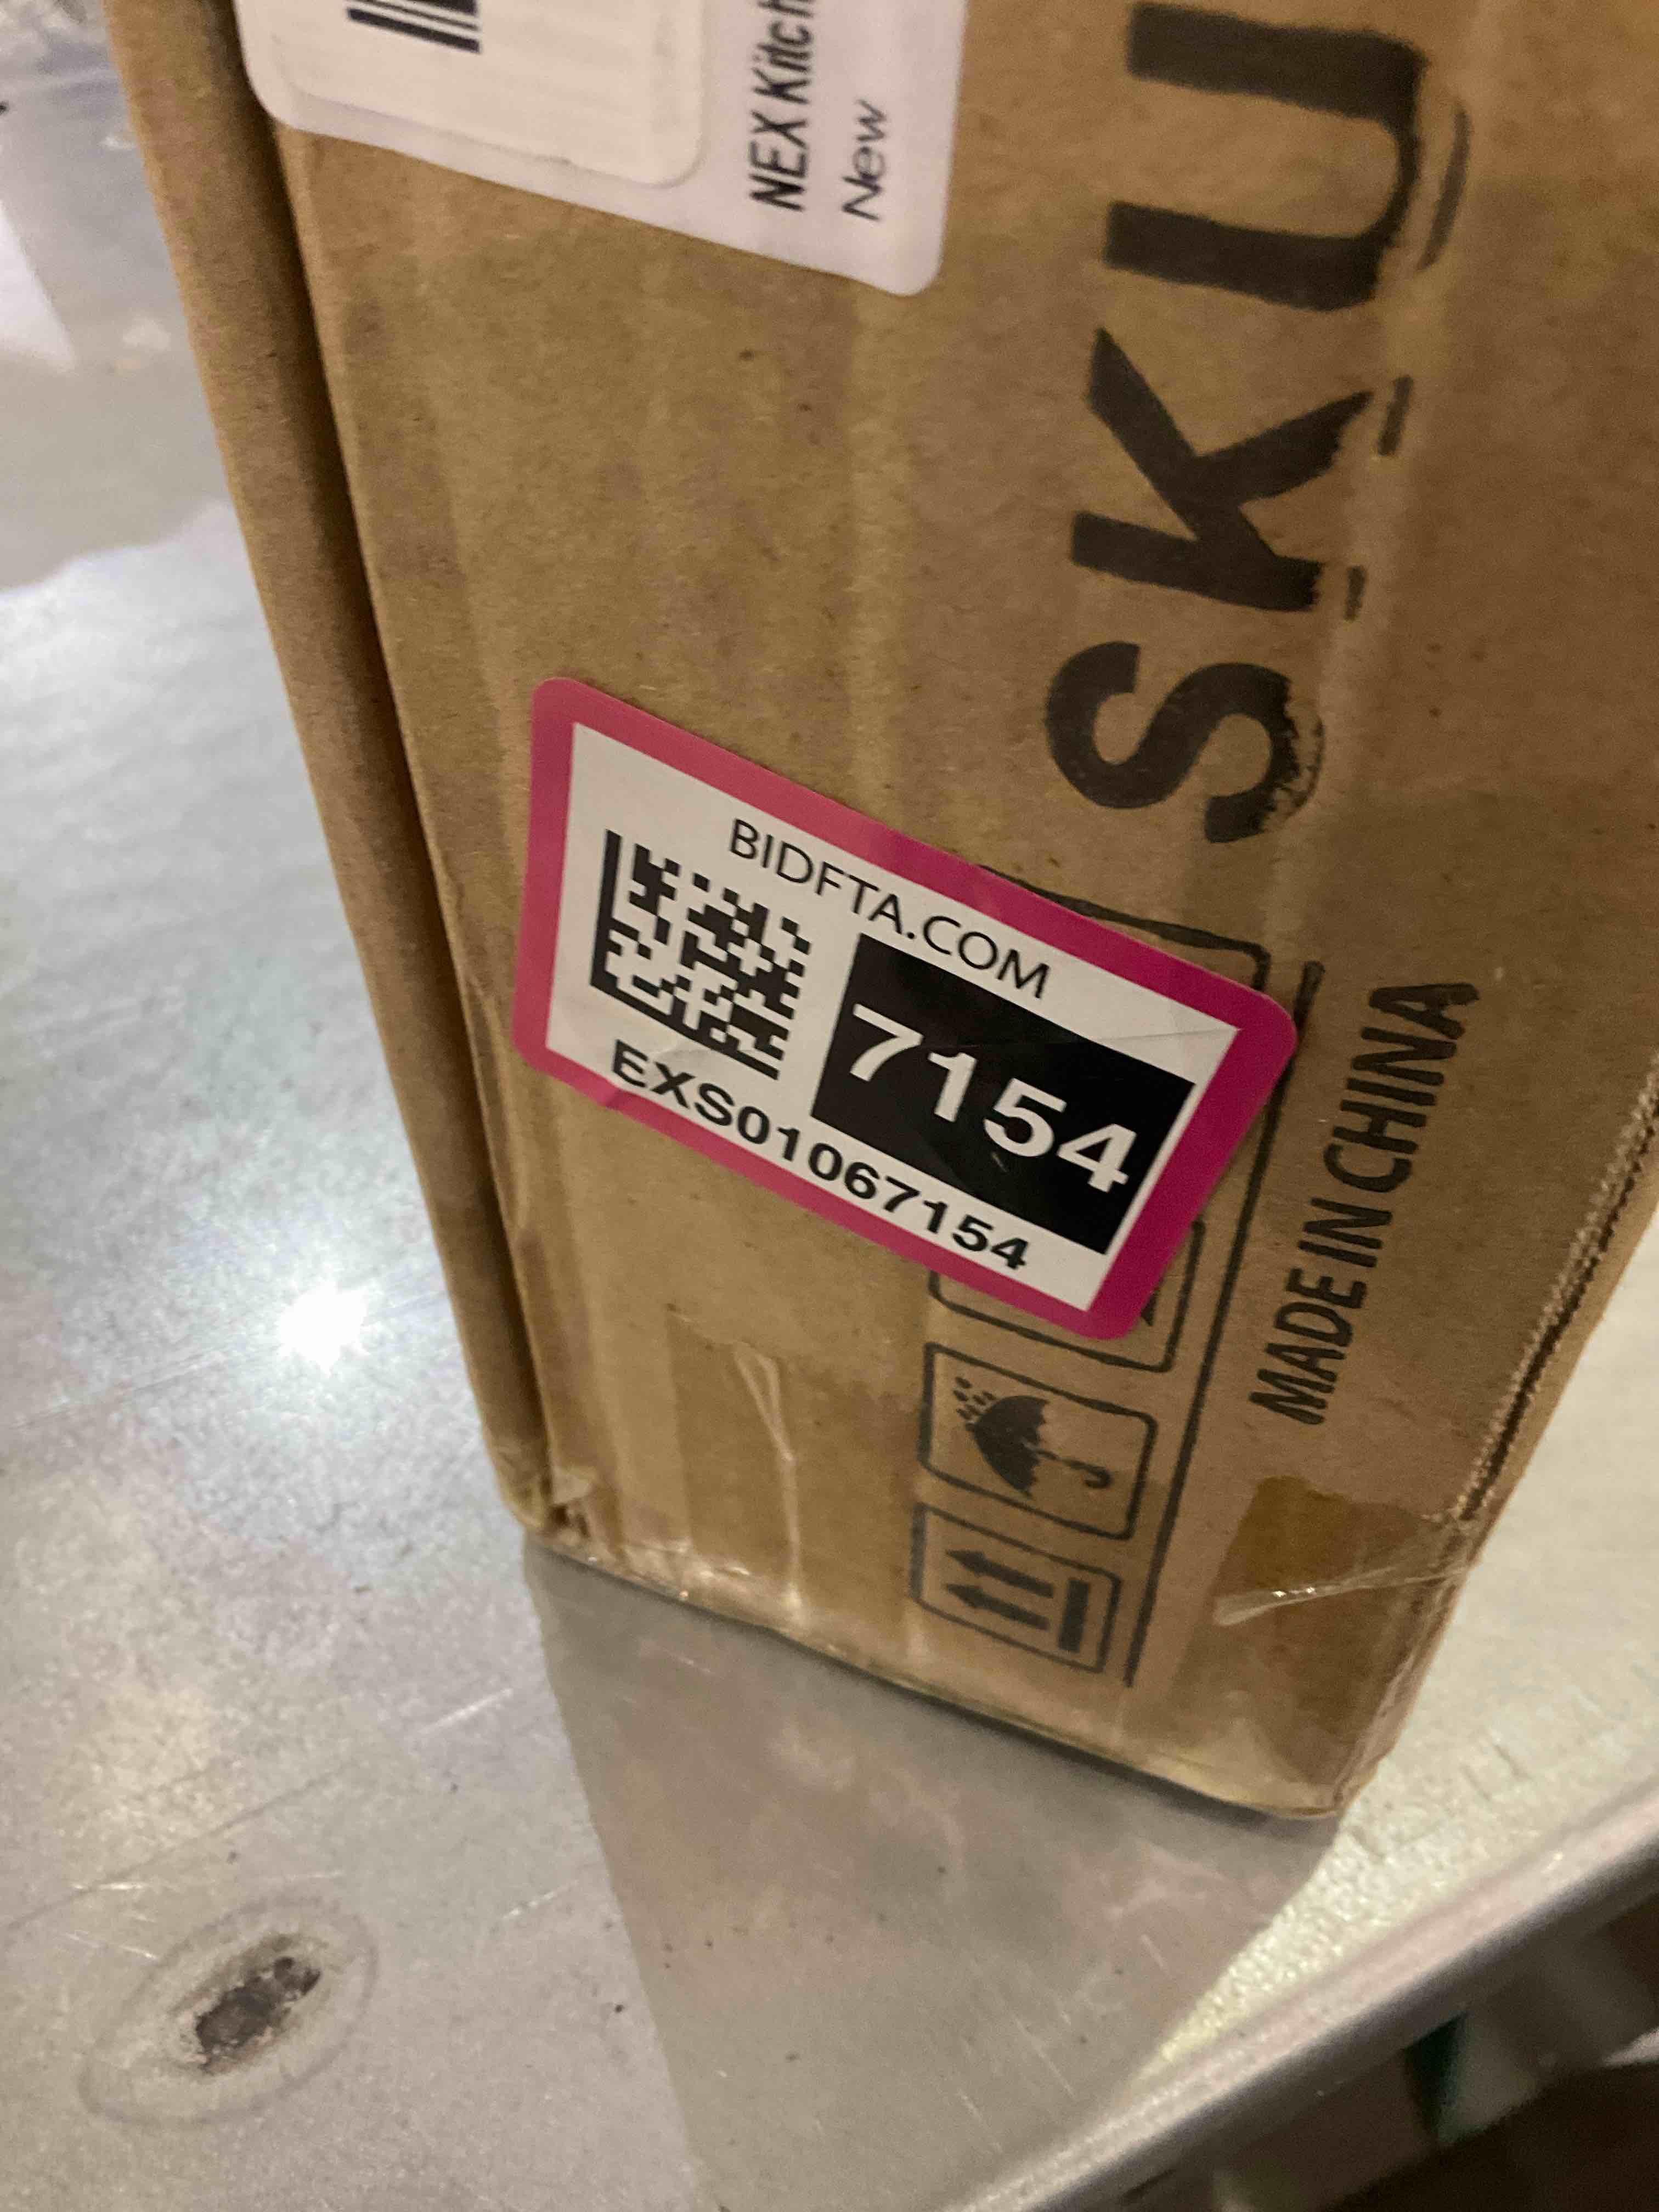 NEX Kitch
New
SKU
BIDFTA.COM
7154
EXS01067154
MADE IN CHINA